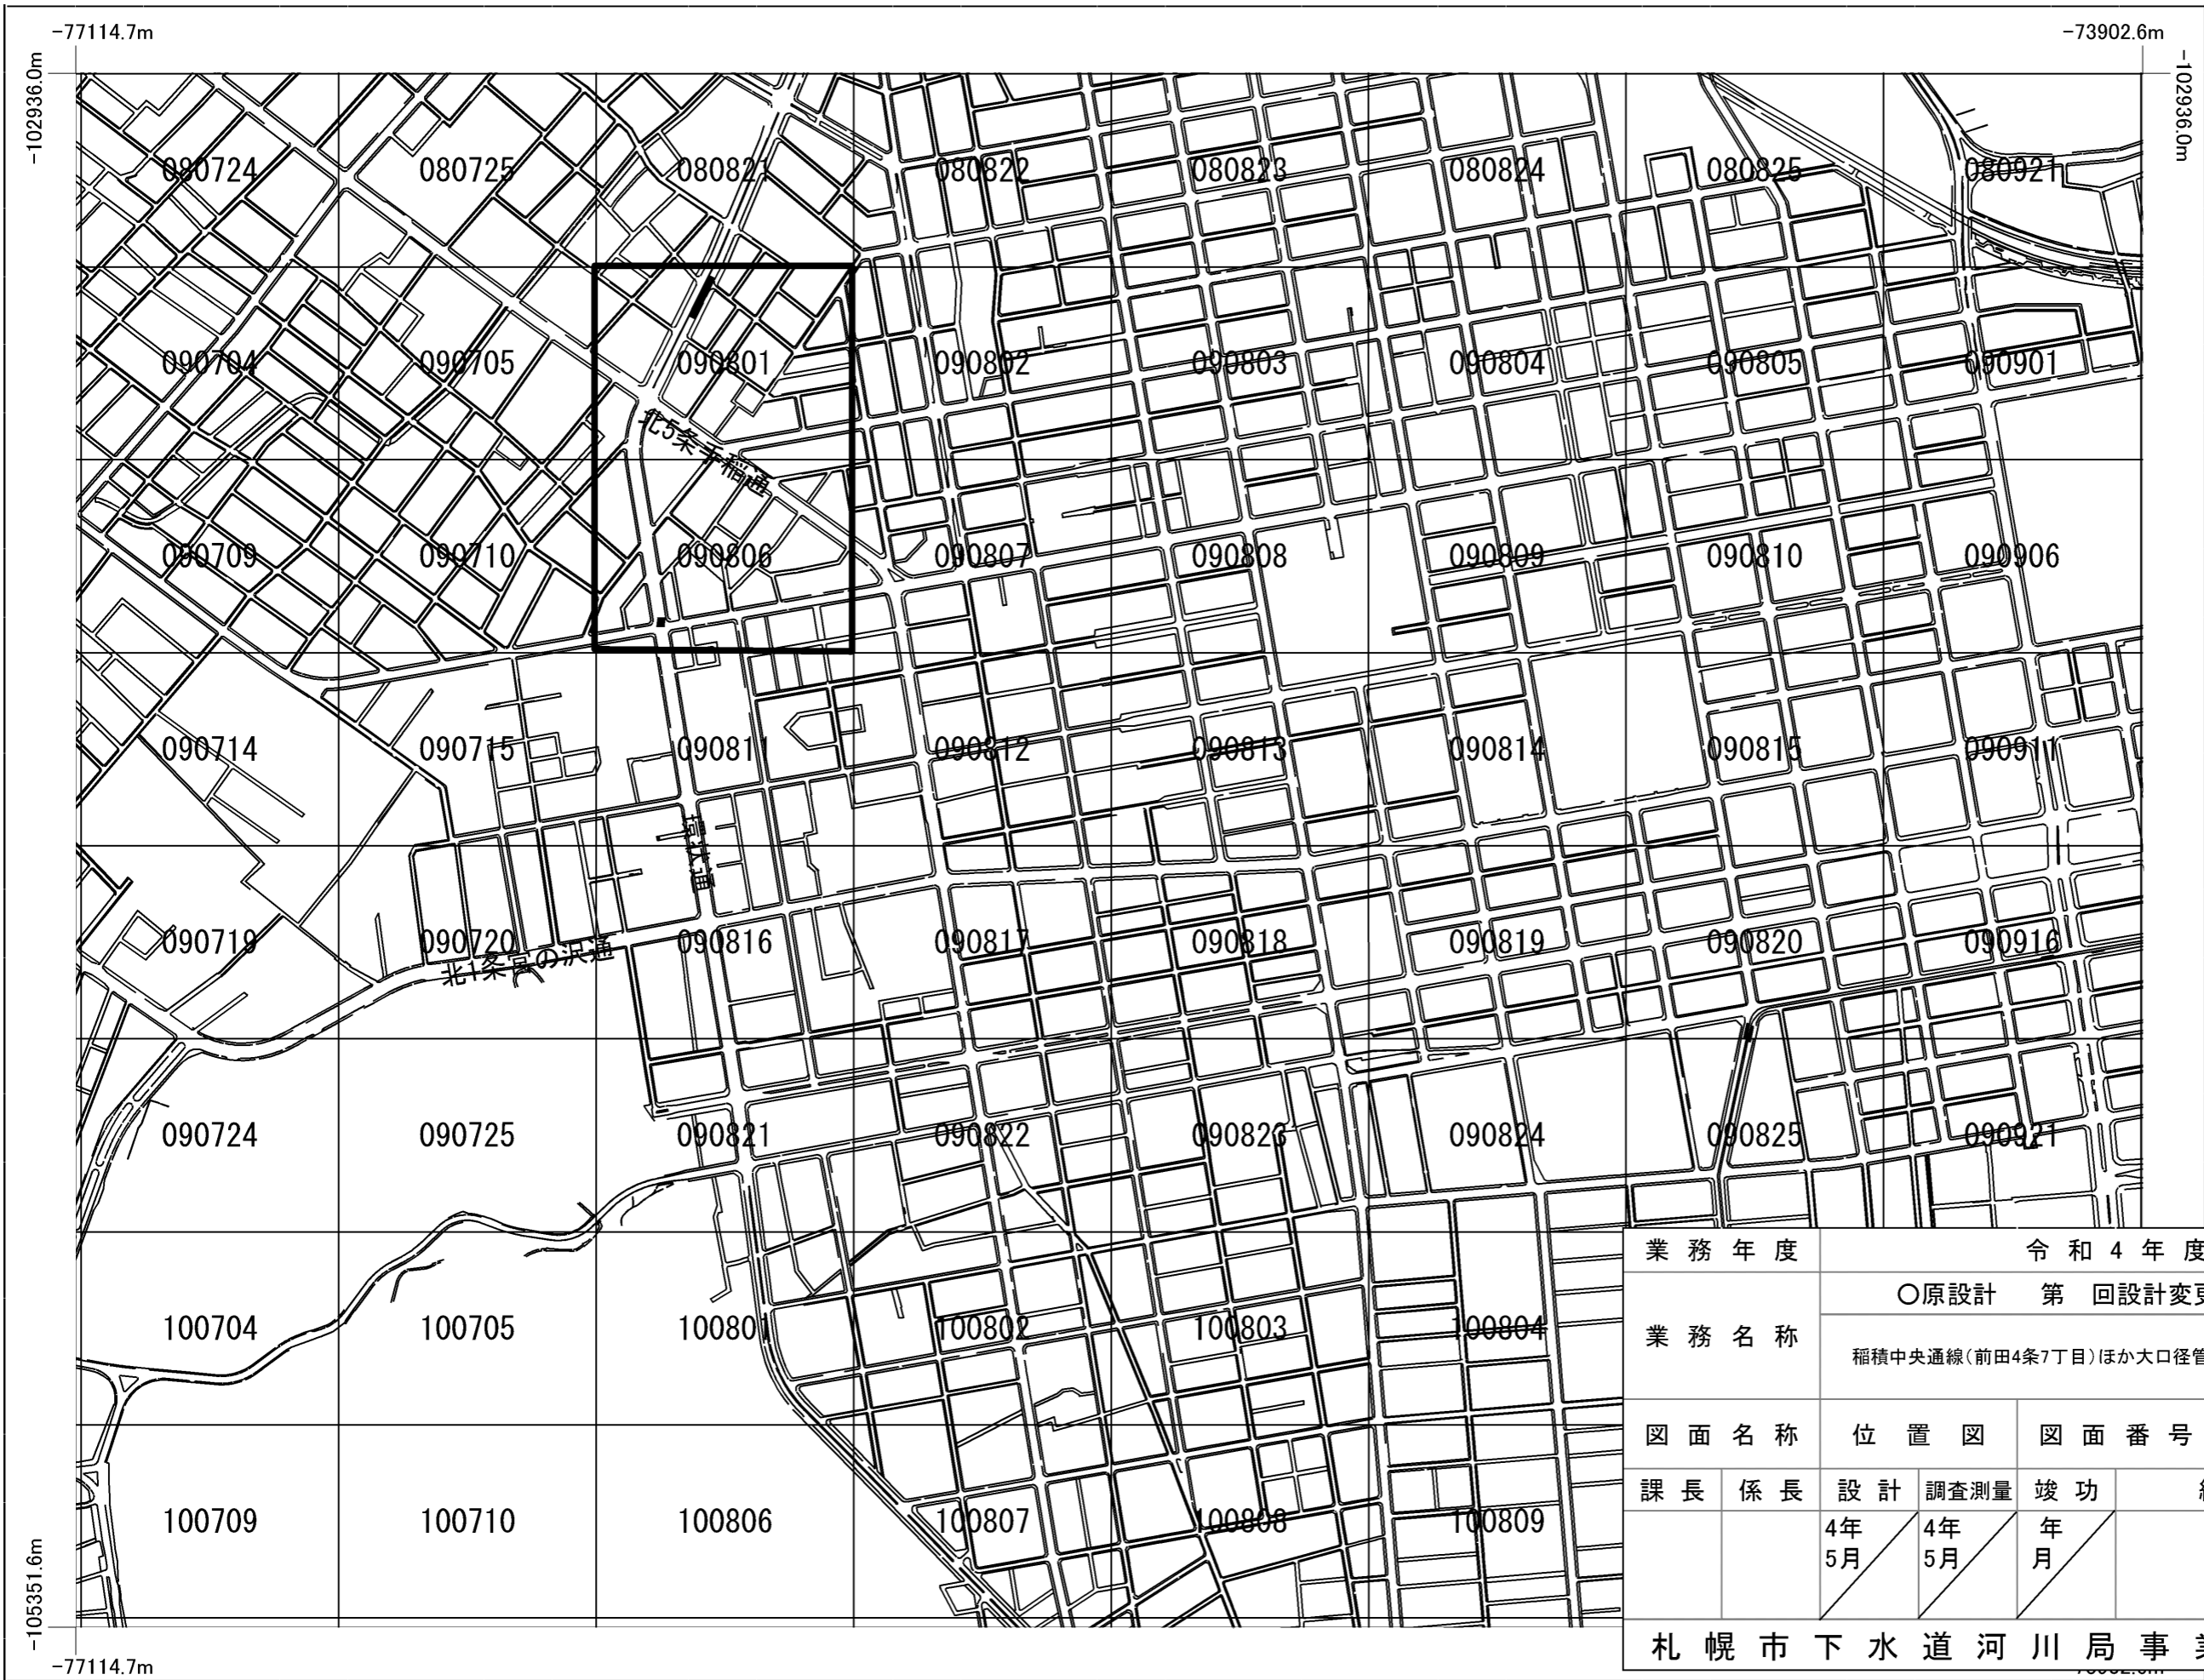 -77114.7m
-73902.6m
-102936.0m
-102936.0m
080724 080725 080821 080822 080823 080824 080825 080921
090704 090705 090801 090802 090803 090804 090805 090901
北5条手稲通
090709 090710 090806 090807 090808 090809 090810 090906
090714 090715 090811 090812 090813 090814 090815 090911
環状通
090719 090720 090816 090817 090818 090819 090820 090916
北1条宮の沢通
090724 090725 090821 090822 090823 090824 090825 090921
100704 100705 100801 100802 100803 100804
100709 100710 100806 100807 100808 100809
-105351.6m
-77114.7m
業務年度 令和4年度
業務名称 〇原設計 第 回設計変更
稲積中央通線(前田4条7丁目)ほか大口径管
図面名称 位置図 図面番号
課長 係長 設計 調査測量 竣功
4年 4年 年
5月 5月 月
札幌市下水道河川局事